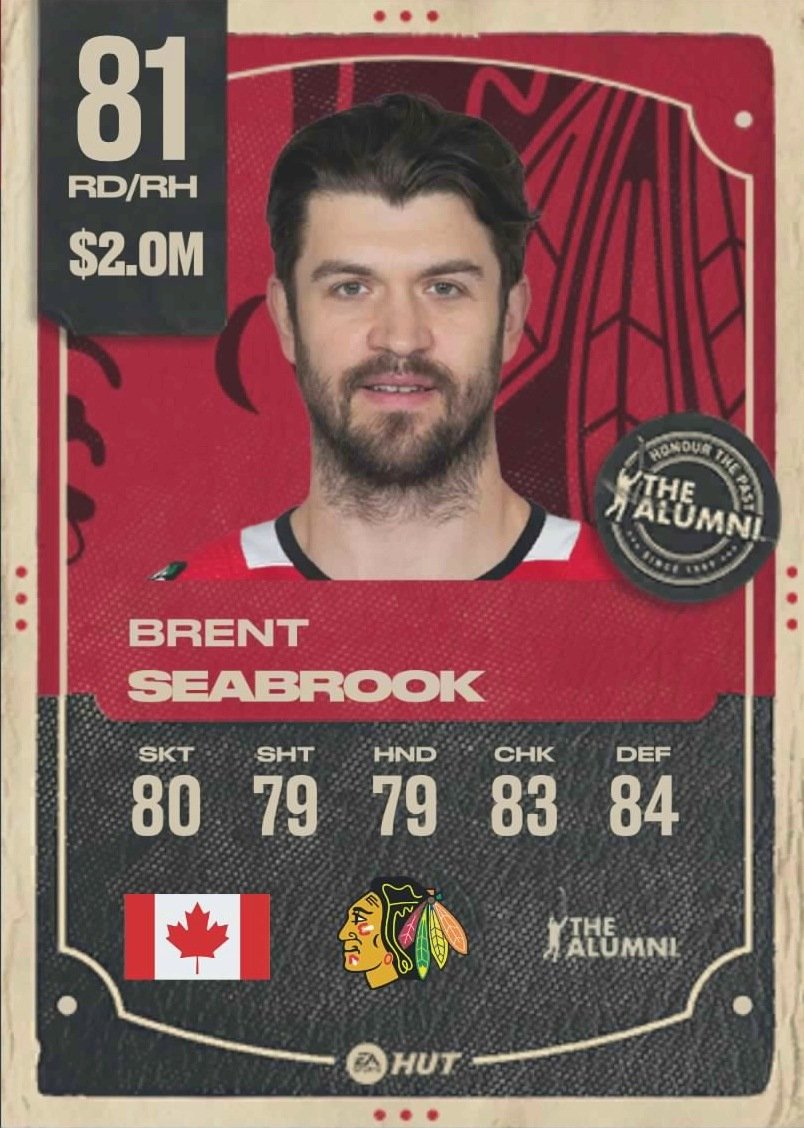 81
RD/RH
$2.0M
HONOUR THE PAST
THE
ALUMNI
BRENT
SEABROOK
SKT SHT HND CHK DEF
80 79 79 83 84
THE
ALUMNI
EA
HUT